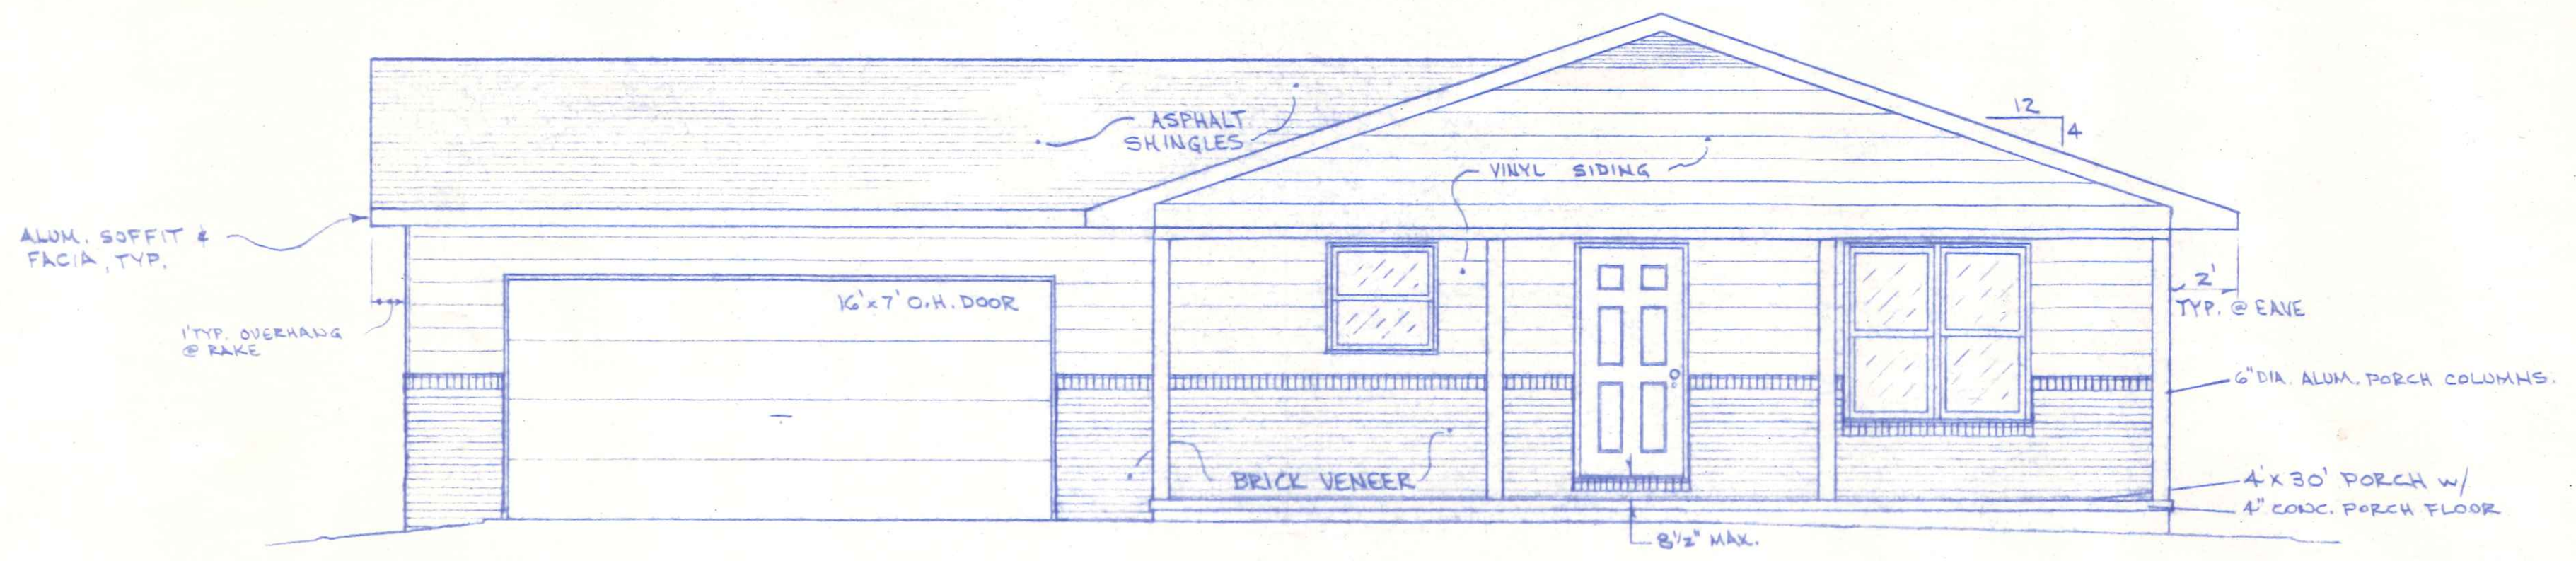 12
4
ASPHALT
SHINGLES
VINYL SIDING
ALUM. SOFFIT &
FACIA, TYP.
16'x7' O.H. DOOR
2'
TYP. @ EAVE
1' TYP. OVERHANG
@ RAKE
6" DIA. ALUM. PORCH COLUMNS.
BRICK VENEER
4'x 30' PORCH w/
4" CONC. PORCH FLOOR
8 1/2" MAX.